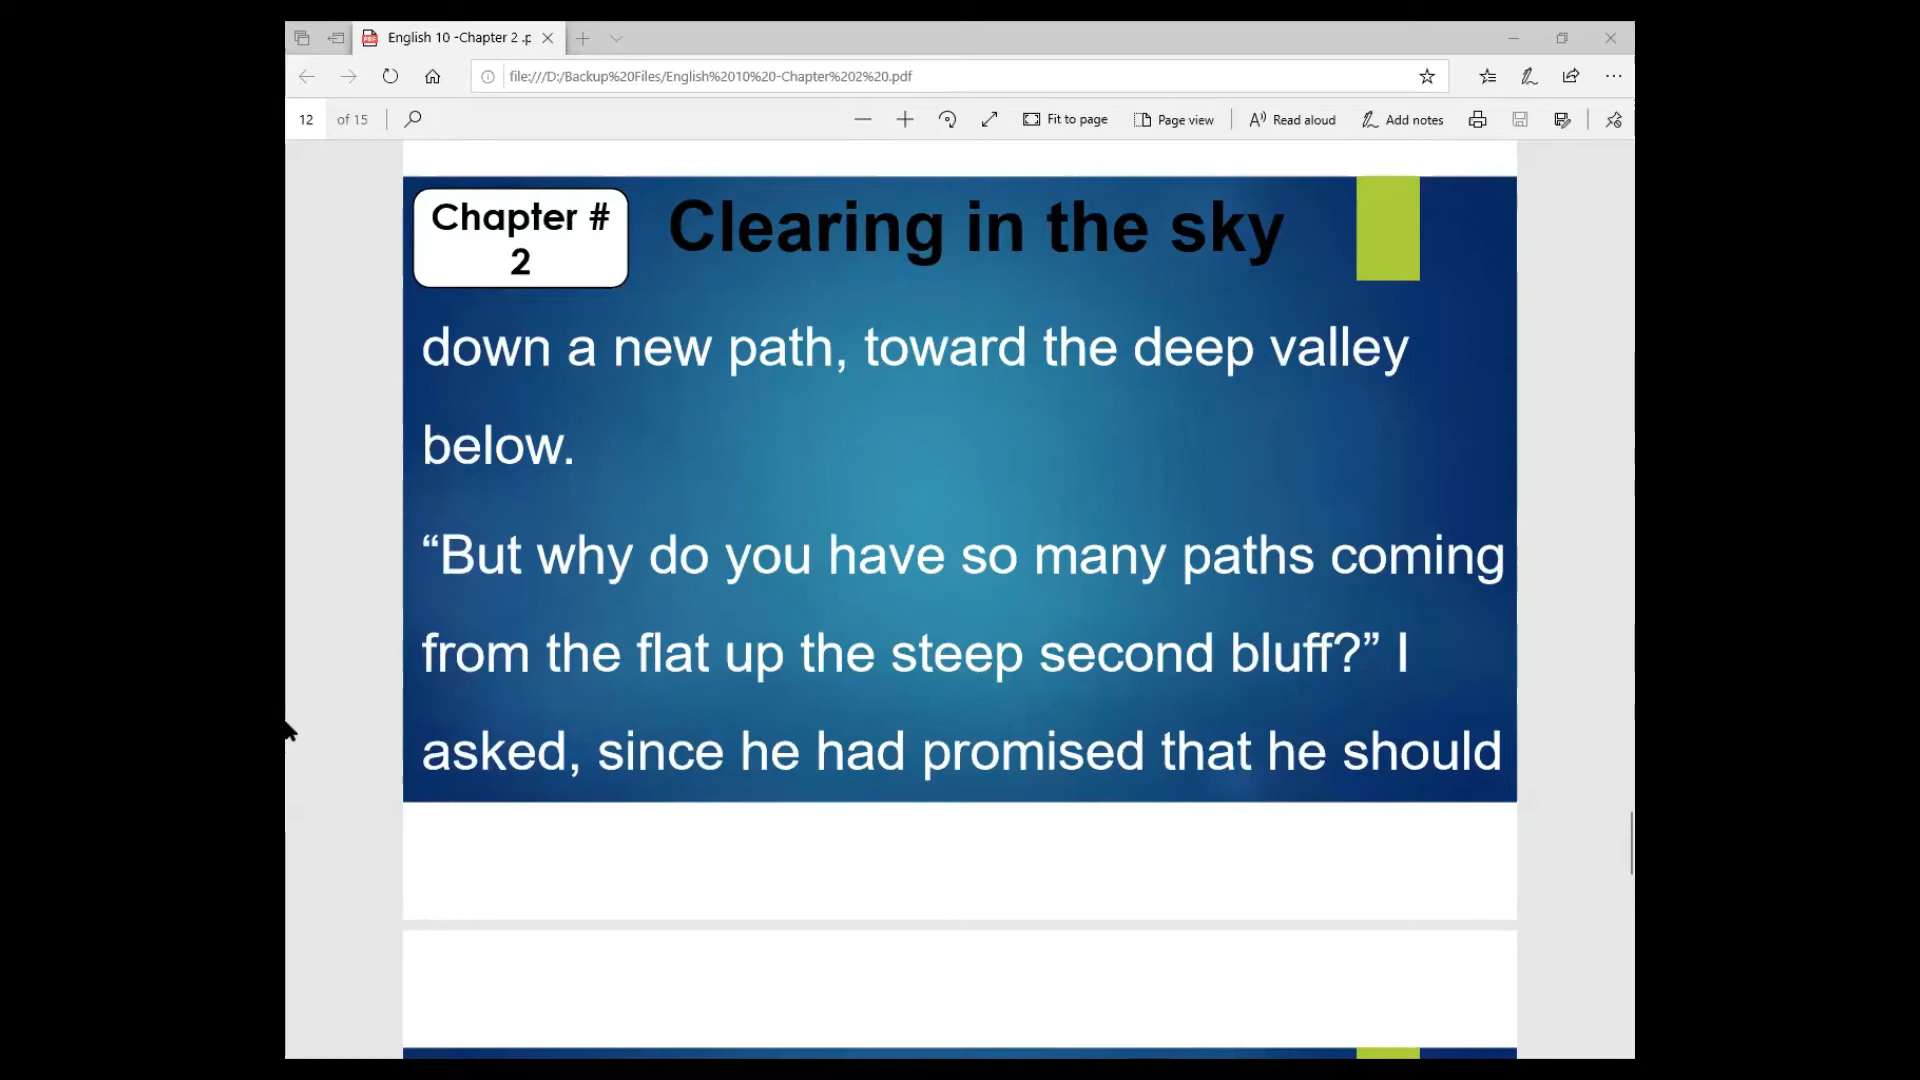 English 10 -Chapter 2 .p
file:///D:/Backup%20Files/English%2010%20-Chapter%202%20.pdf
12 of 15
Fit to page
Page view
Read aloud
Add notes
Chapter #
2
Clearing in the sky
down a new path, toward the deep valley
below.
“But why do you have so many paths coming
from the flat up the steep second bluff?” I
asked, since he had promised that he should